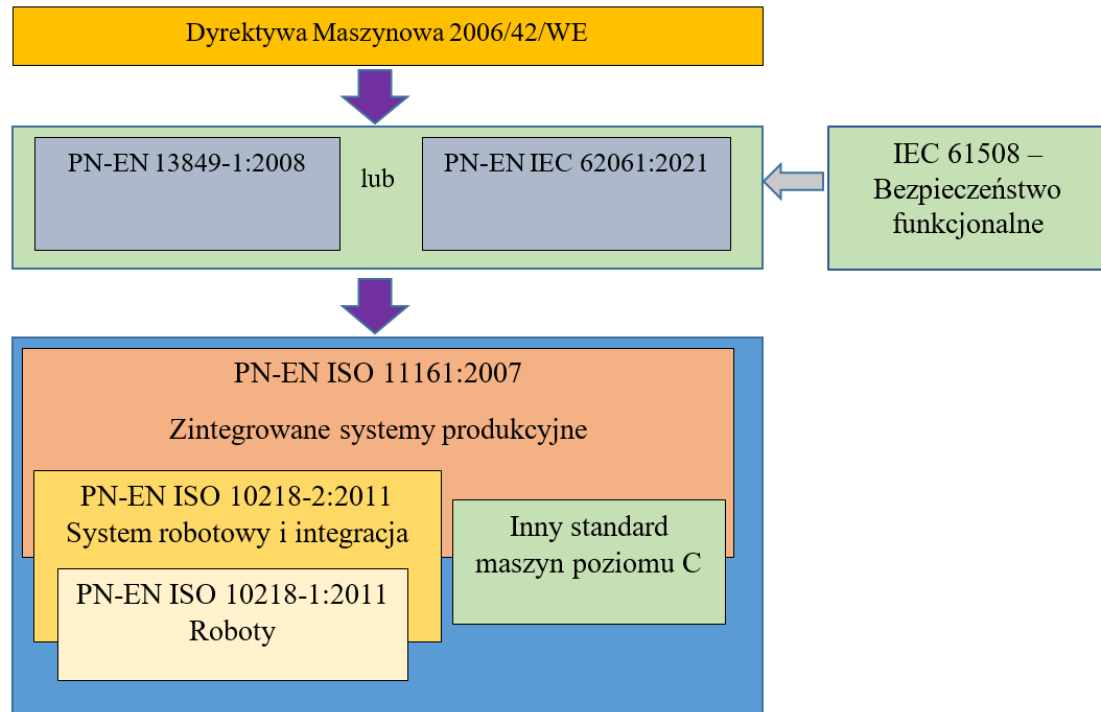 Dyrektywa Maszynowa 2006/42/WE
PN-EN 13849-1:2008
lub
PN-EN IEC 62061:2021
IEC 61508 –
Bezpieczeństwo
funkcjonalne
PN-EN ISO 11161:2007
Zintegrowane systemy produkcyjne
PN-EN ISO 10218-2:2011
System robotowy i integracja
Inny standard
maszyn poziomu C
PN-EN ISO 10218-1:2011
Roboty